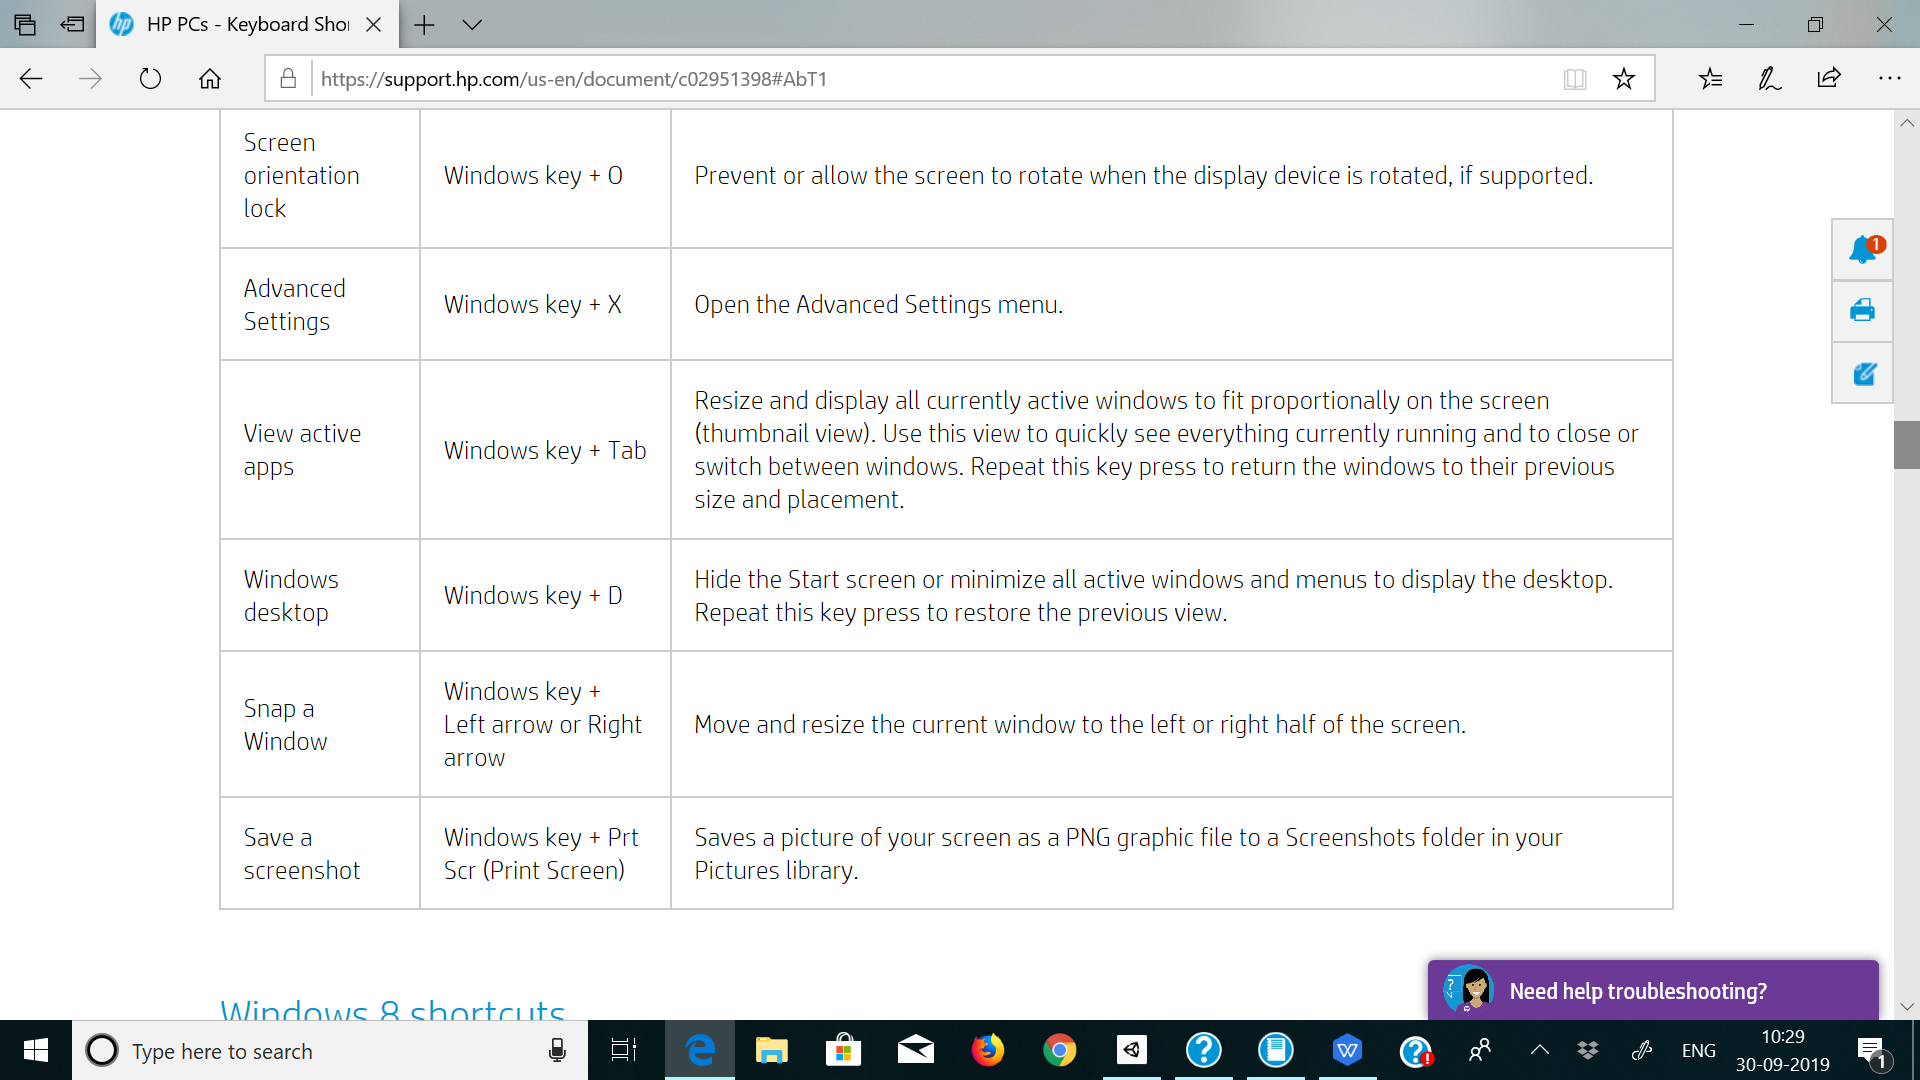 HP PCs - Keyboard Shor
https://support.hp.com/us-en/document/c02951398#AbT1
Screen
orientation
lock
Windows key + O
Prevent or allow the screen to rotate when the display device is rotated, if supported.
1
Advanced
Settings
Windows key + X
Open the Advanced Settings menu.
View active
apps
Windows key + Tab
Resize and display all currently active windows to fit proportionally on the screen
(thumbnail view). Use this view to quickly see everything currently running and to close or
switch between windows. Repeat this key press to return the windows to their previous
size and placement.
Windows
desktop
Windows key + D
Hide the Start screen or minimize all active windows and menus to display the desktop.
Repeat this key press to restore the previous view.
Snap a
Window
Windows key +
Left arrow or Right
arrow
Move and resize the current window to the left or right half of the screen.
Save a
screenshot
Windows key + Prt
Scr (Print Screen)
Saves a picture of your screen as a PNG graphic file to a Screenshots folder in your
Pictures library.
Windows 8 shortcuts
Need help troubleshooting?
Type here to search
ENG
10:29
30-09-2019
1